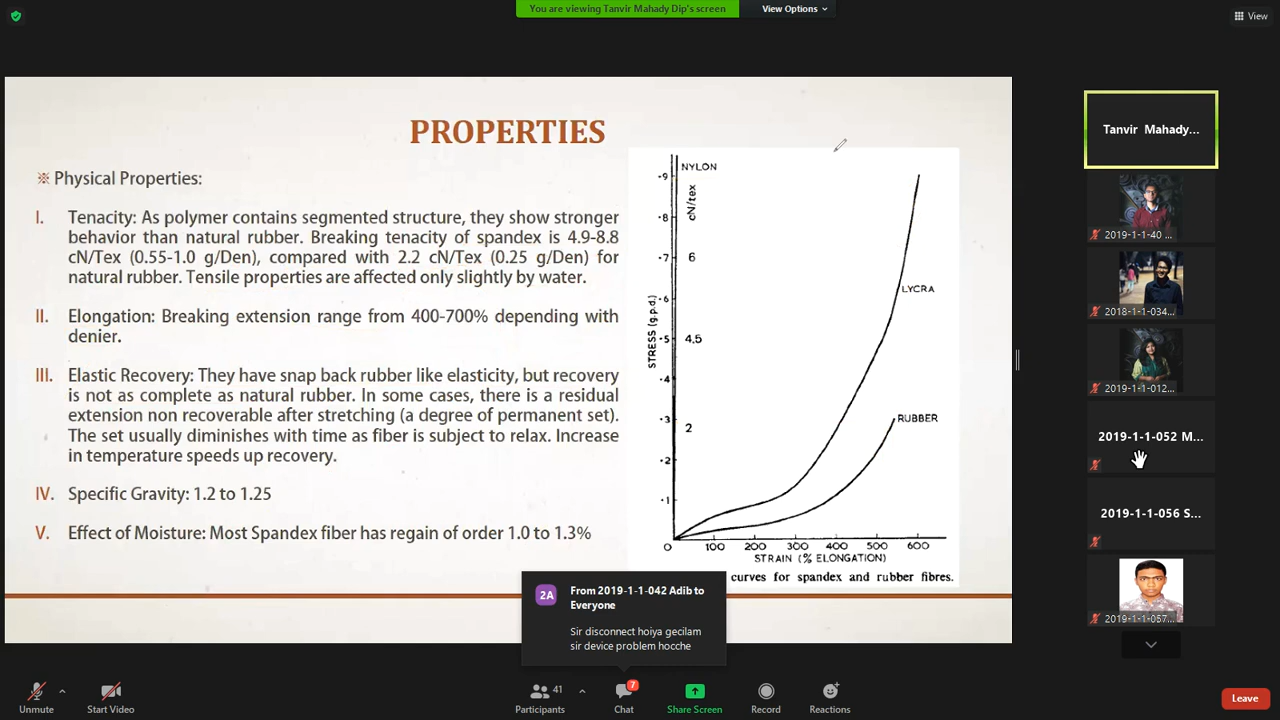 You are viewing Tanvir Mahady Dip's screen
View Options
View
PROPERTIES
※ Physical Properties:
I. Tenacity: As polymer contains segmented structure, they show stronger
behavior than natural rubber. Breaking tenacity of spandex is 4.9-8.8
cN/Tex (0.55-1.0 g/Den), compared with 2.2 cN/Tex (0.25 g/Den) for
natural rubber. Tensile properties are affected only slightly by water.
II. Elongation: Breaking extension range from 400-700% depending with
denier.
III. Elastic Recovery: They have snap back rubber like elasticity, but recovery
is not as complete as natural rubber. In some cases, there is a residual
extension non recoverable after stretching (a degree of permanent set).
The set usually diminishes with time as fiber is subject to relax. Increase
in temperature speeds up recovery.
IV. Specific Gravity: 1.2 to 1.25
V. Effect of Moisture: Most Spandex fiber has regain of order 1.0 to 1.3%
NYLON
cN/tex
STRESS (g.p.d.)
.9
.8
.7
.6
.5
.4
.3
.2
.1
6
4.5
2
LYCRA
RUBBER
0 100 200 300 400 500 600
STRAIN (% ELONGATION)
curves for spandex and rubber fibres.
Tanvir Mahady...
2019-1-1-40 ...
2018-1-1-034...
2019-1-1-012...
2019-1-1-052 M...
2019-1-1-056 S...
2019-1-1-057...
2A
From 2019-1-1-042 Adib to
Everyone
Sir disconnect hoiya gecilam
sir device problem hocche
Unmute
Start Video
Participants
41
Chat
7
Share Screen
Record
Reactions
Leave